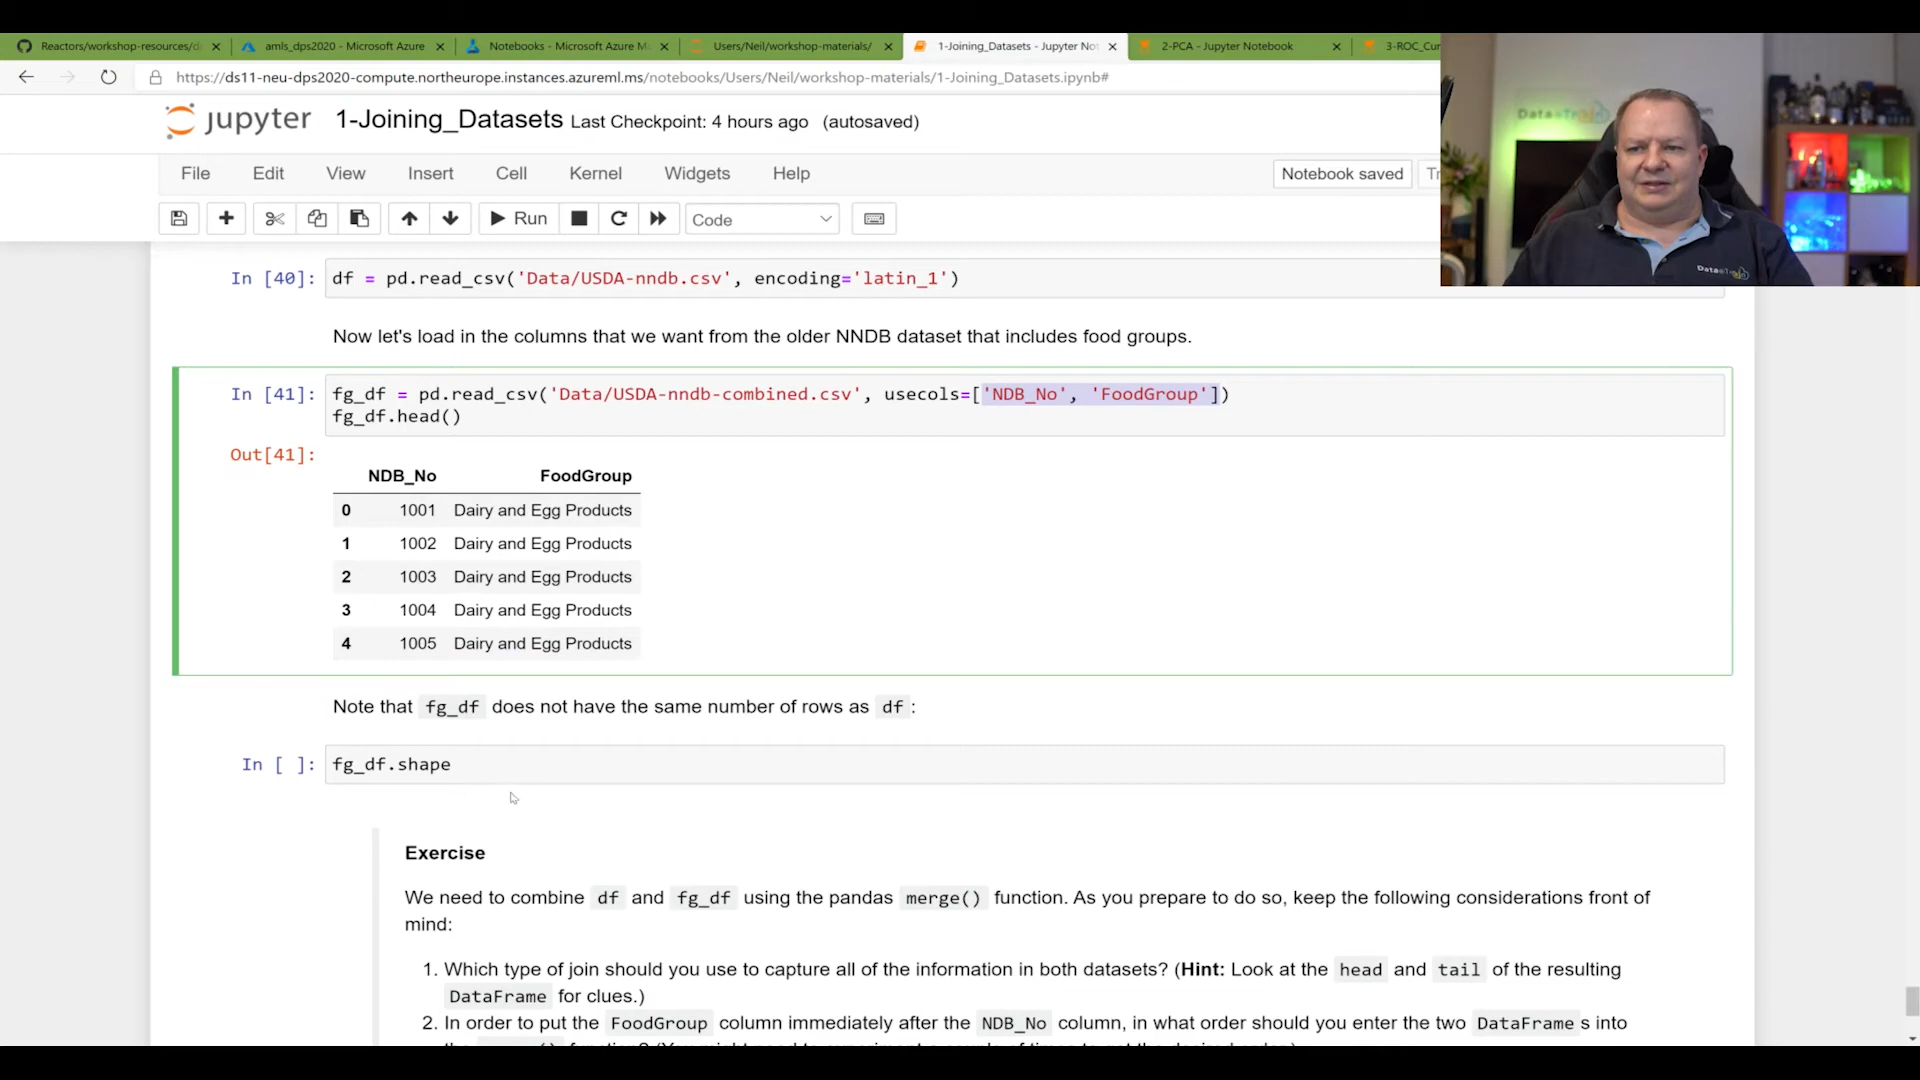 Reactors/workshop-resources/da
amls_dps2020 - Microsoft Azure
Notebooks - Microsoft Azure M
Users/Neil/workshop-materials/
1-Joining_Datasets - Jupyter No
2-PCA - Jupyter Notebook
3-ROC_Cur
https://ds11-neu-dps2020-compute.northeurope.instances.azureml.ms/notebooks/Users/Neil/workshop-materials/1-Joining_Datasets.ipynb#
jupyter 1-Joining_Datasets Last Checkpoint: 4 hours ago (autosaved)
File Edit View Insert Cell Kernel Widgets Help
Notebook saved Tr
Run Code
In [40]: df = pd.read_csv('Data/USDA-nndb.csv', encoding='latin_1')
Now let's load in the columns that we want from the older NNDB dataset that includes food groups.
In [41]: fg_df = pd.read_csv('Data/USDA-nndb-combined.csv', usecols=['NDB_No', 'FoodGroup'])
fg_df.head()
Out[41]:
NDB_No FoodGroup
0 1001 Dairy and Egg Products
1 1002 Dairy and Egg Products
2 1003 Dairy and Egg Products
3 1004 Dairy and Egg Products
4 1005 Dairy and Egg Products
Note that fg_df does not have the same number of rows as df :
In [ ]: fg_df.shape
Exercise
We need to combine df and fg_df using the pandas merge() function. As you prepare to do so, keep the following considerations front of
mind:
1. Which type of join should you use to capture all of the information in both datasets? (Hint: Look at the head and tail of the resulting
DataFrame for clues.)
2. In order to put the FoodGroup column immediately after the NDB_No column, in what order should you enter the two DataFrame s into